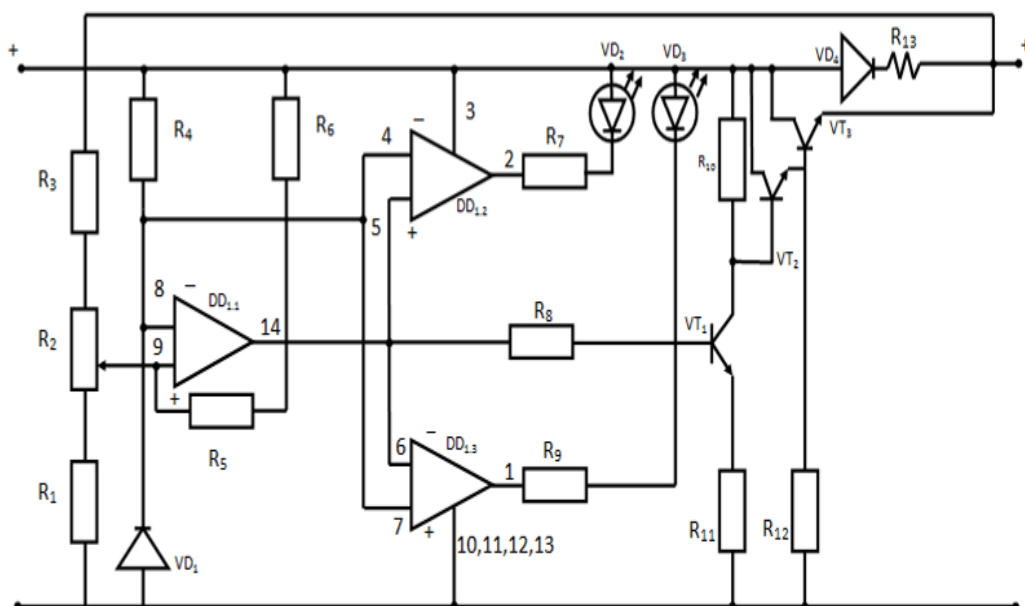 + + 
VD₂ VD₃ VD₄ R₁₃
R₄ R₆ 3
4 − R₇ VT₃
R₃ 2 R₁₀
DD₁.₂
5 +
VT₂
8 − DD₁.₁ R₈ VT₁
R₂ 14
9
+
R₅ 6 − DD₁.₃ R₉
R₁ 1
7 + R₁₁ R₁₂
10,11,12,13
VD₁